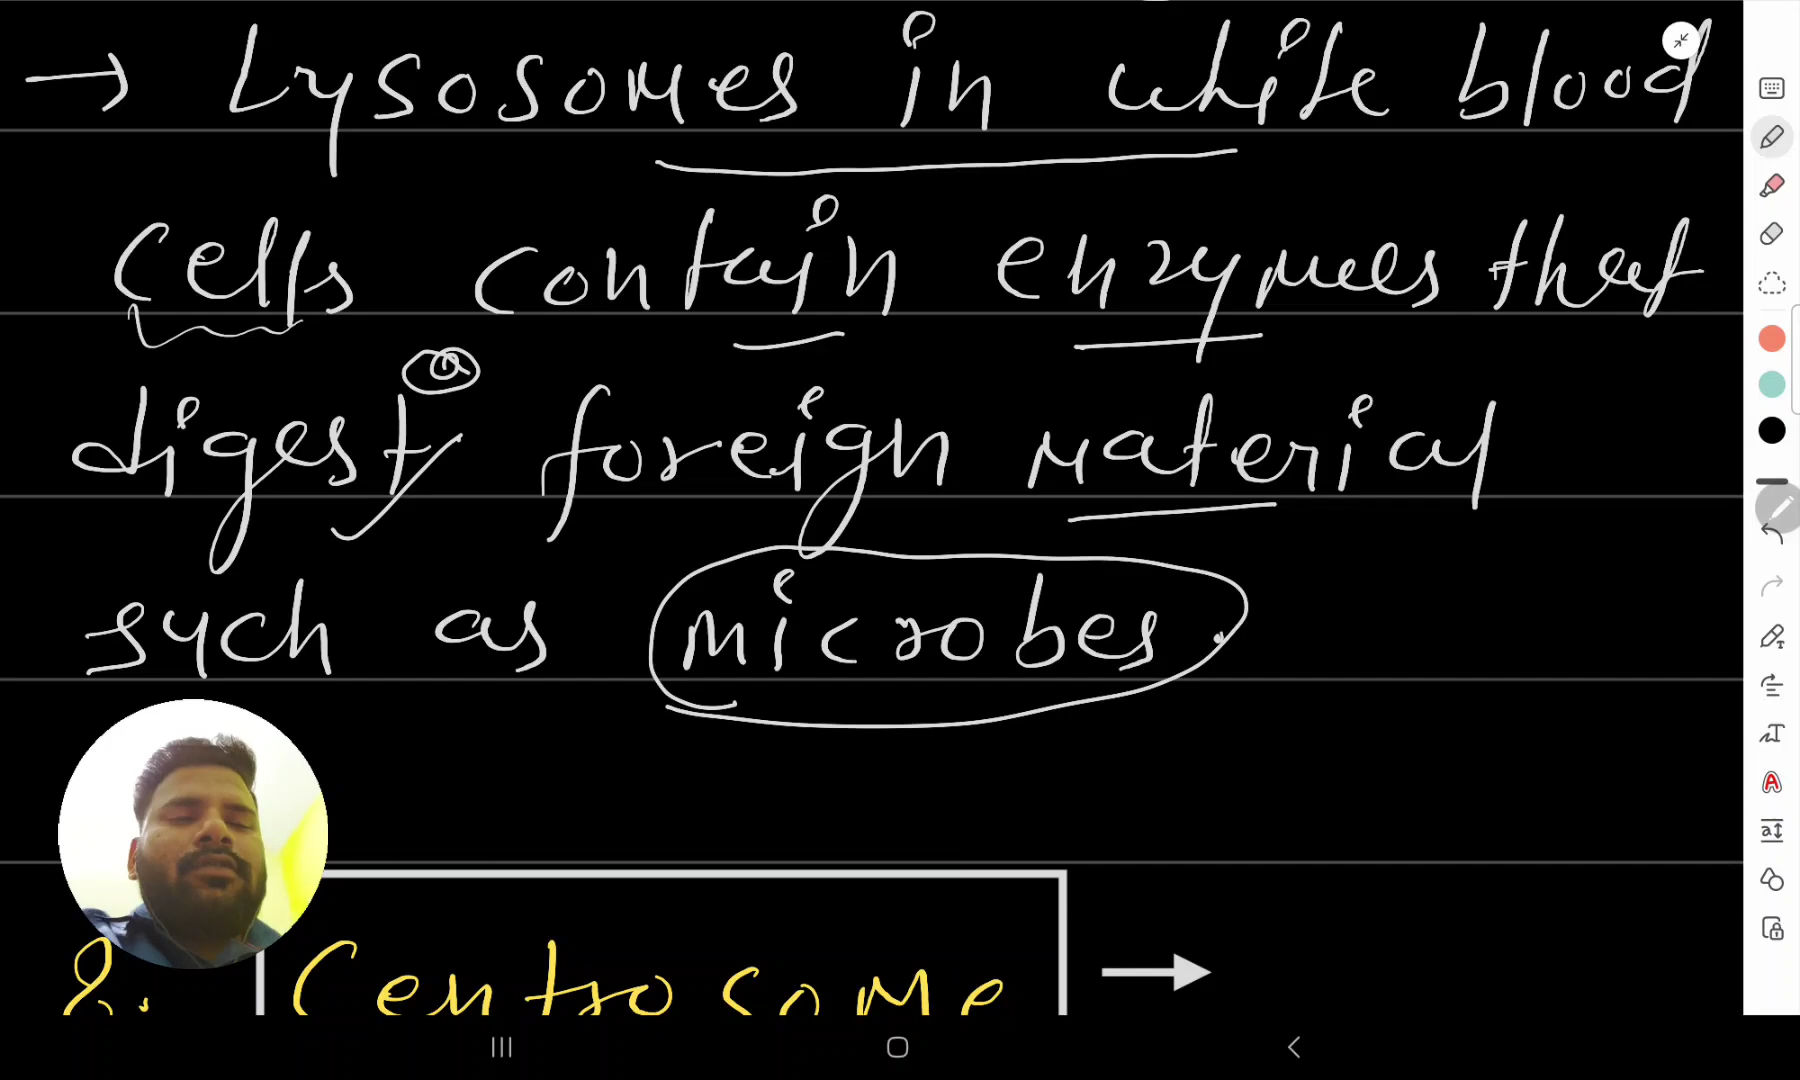 → Lysosomes in white blood
cells contain enzymes that
digest foreign material
such as microbes.
8. Centrosome →